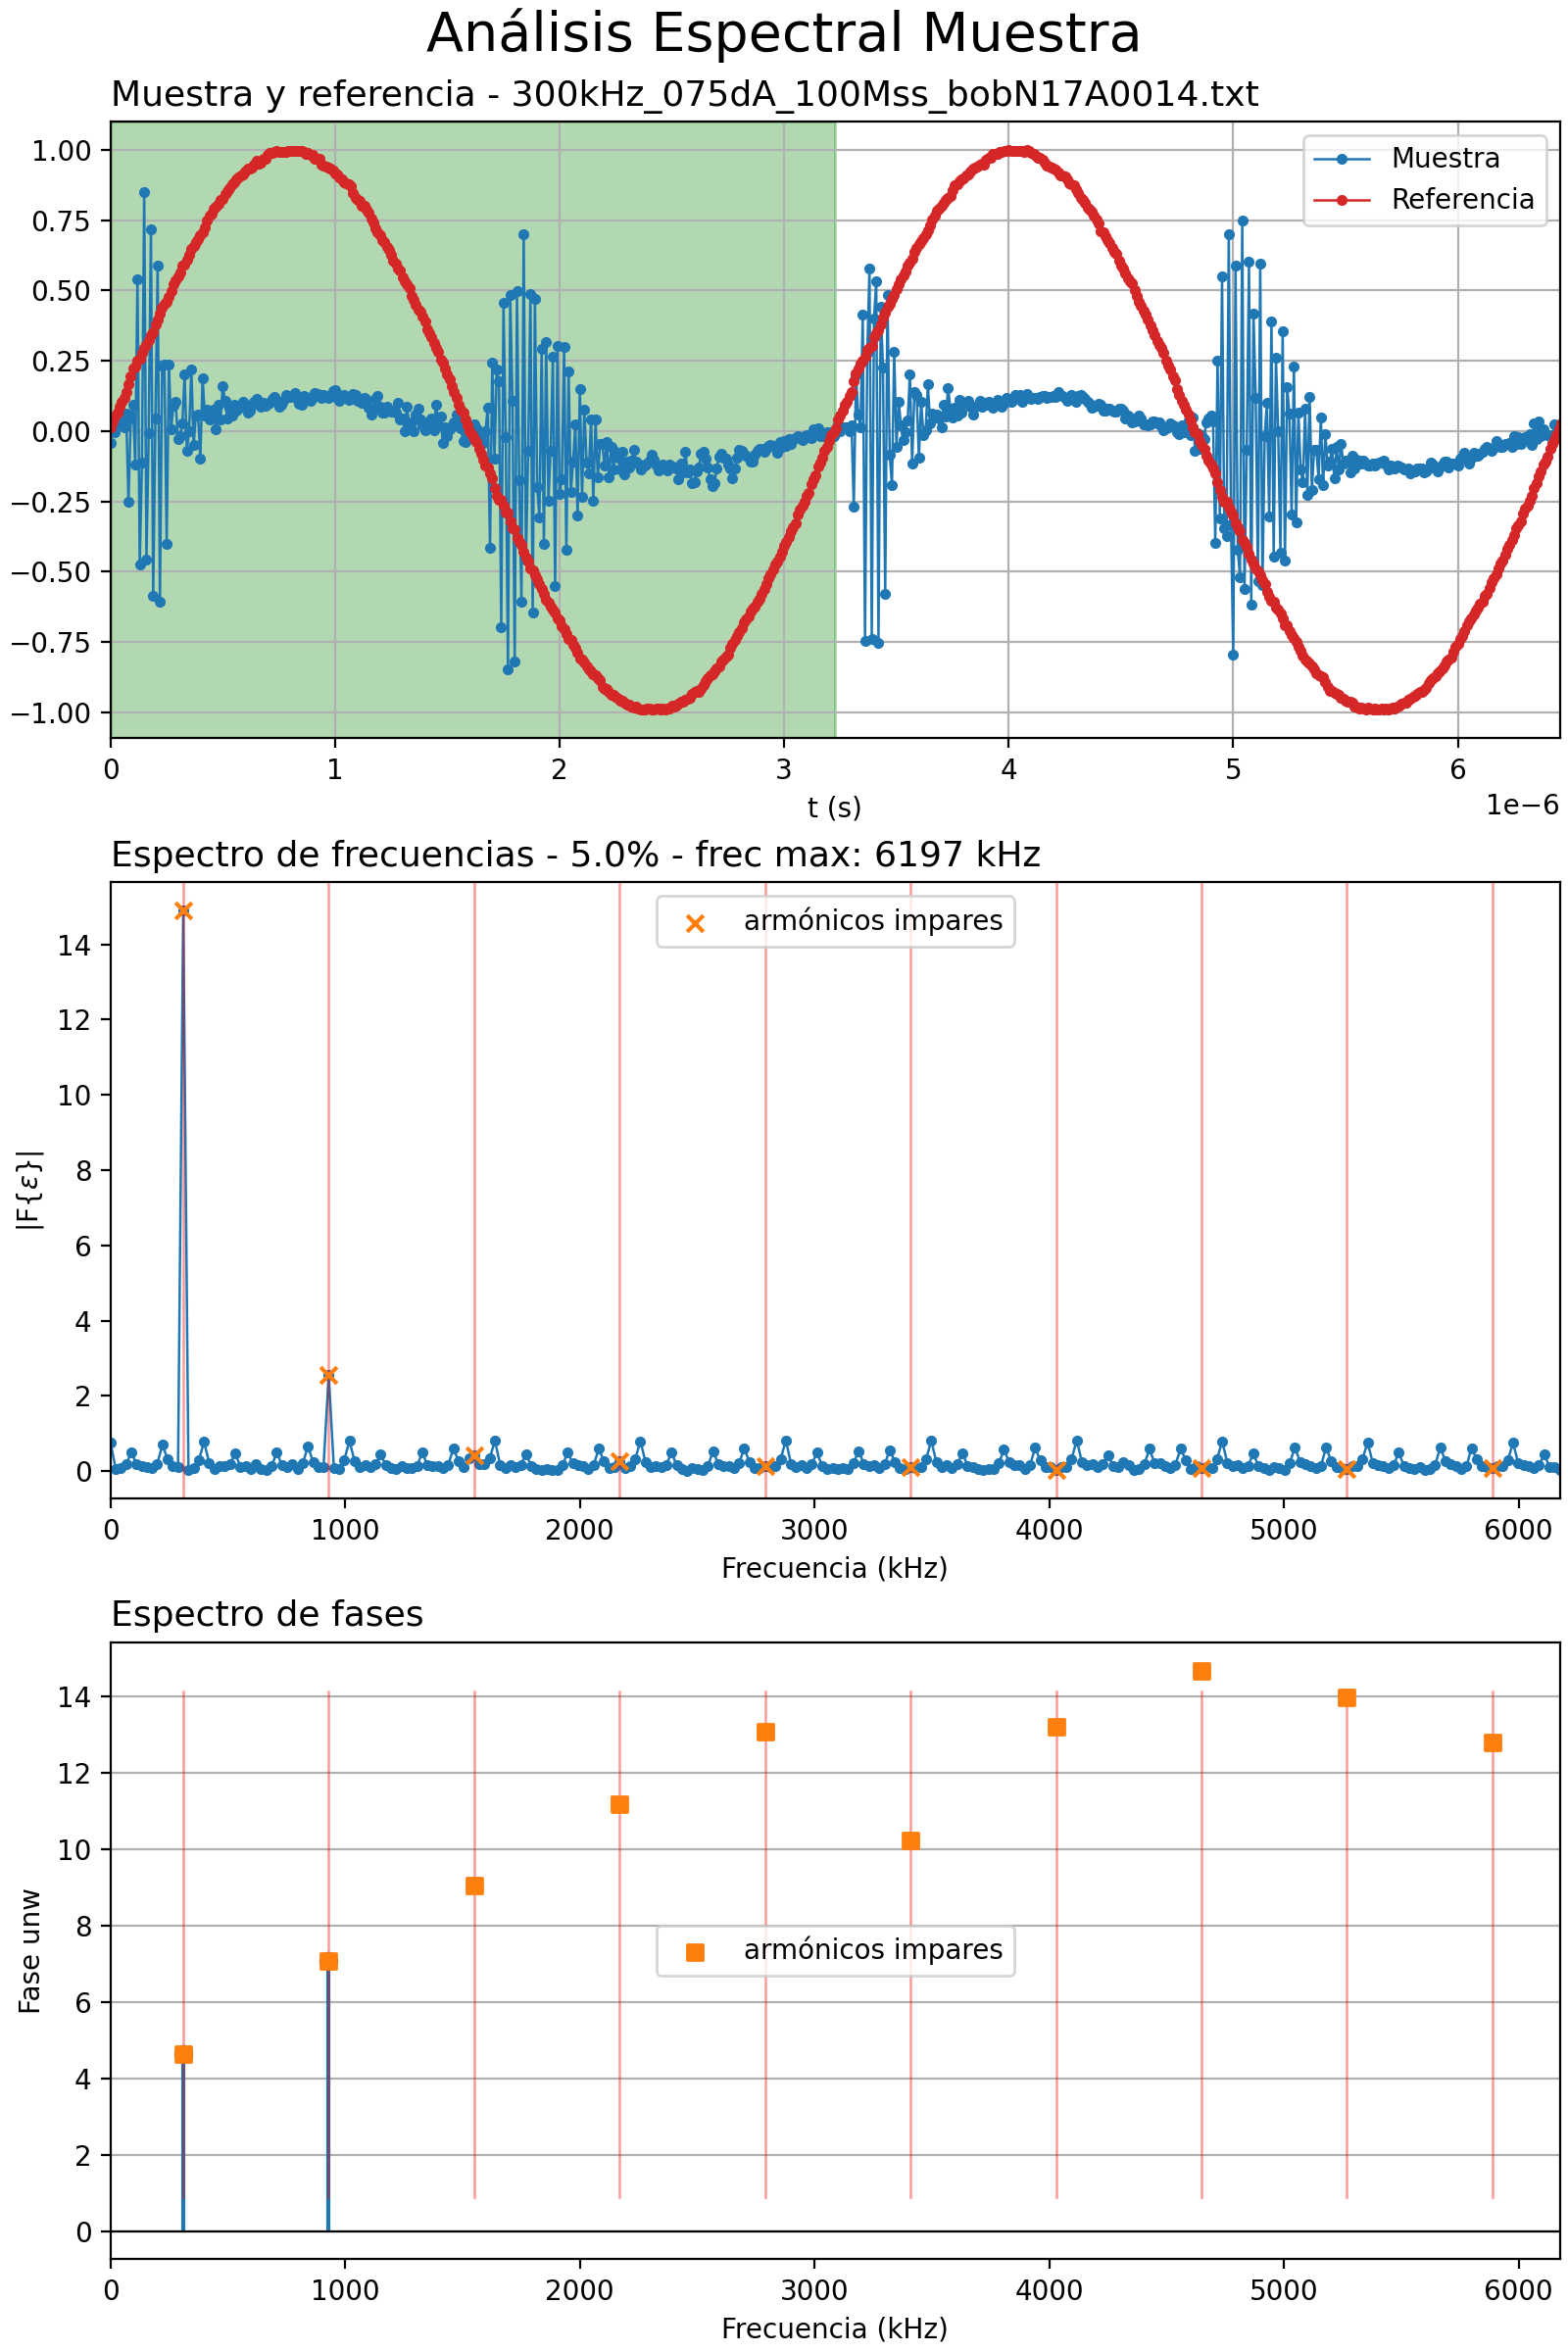 Análisis Espectral Muestra
Muestra y referencia - 300kHz_075dA_100Mss_bobN17A0014.txt
1.00
0.75
0.50
0.25
0.00
−0.25
−0.50
−0.75
−1.00
Muestra
Referencia
0 1 2 3 4 5 6
t (s)
1e−6
Espectro de frecuencias - 5.0% - frec max: 6197 kHz
armónicos impares
14
12
10
8
6
4
2
0
|F{ε}|
0 1000 2000 3000 4000 5000 6000
Frecuencia (kHz)
Espectro de fases
14
12
10
8
6
4
2
0
Fase unw
armónicos impares
0 1000 2000 3000 4000 5000 6000
Frecuencia (kHz)